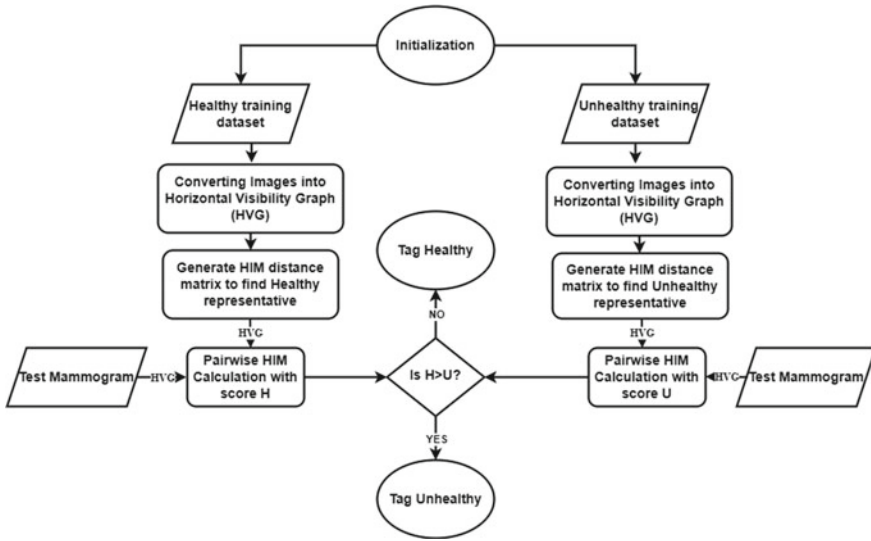 Initialization
Healthy training
dataset
Unhealthy training
dataset
Converting Images into
Horizontal Visibility Graph
(HVG)
Converting Images into
Horizontal Visibility Graph
(HVG)
Tag Healthy
Generate HIM distance
matrix to find Healthy
representative
Generate HIM distance
matrix to find Unhealthy
representative
NO
HVG
HVG
Test Mammogram
HVG
Pairwise HIM
Calculation with
score H
Is H>U?
Pairwise HIM
Calculation with
score U
HVG
Test Mammogram
YES
Tag Unhealthy